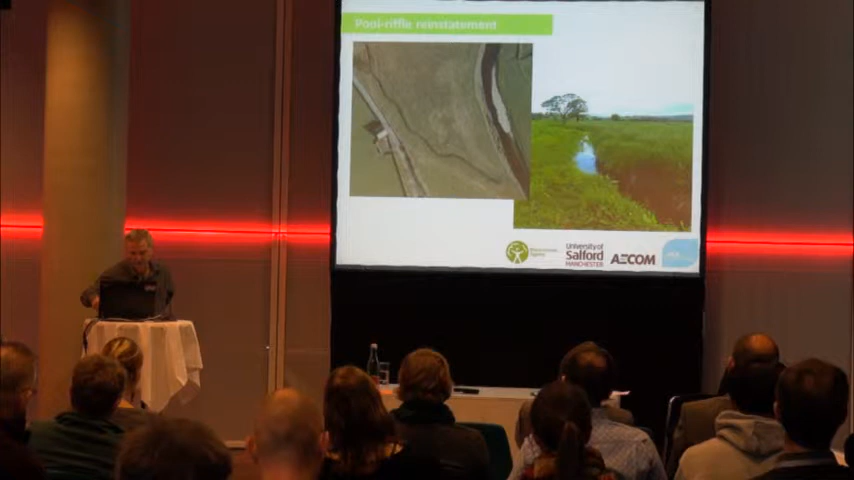 Pool-riffle reinstatement
University of
Salford
MANCHESTER
AECOM